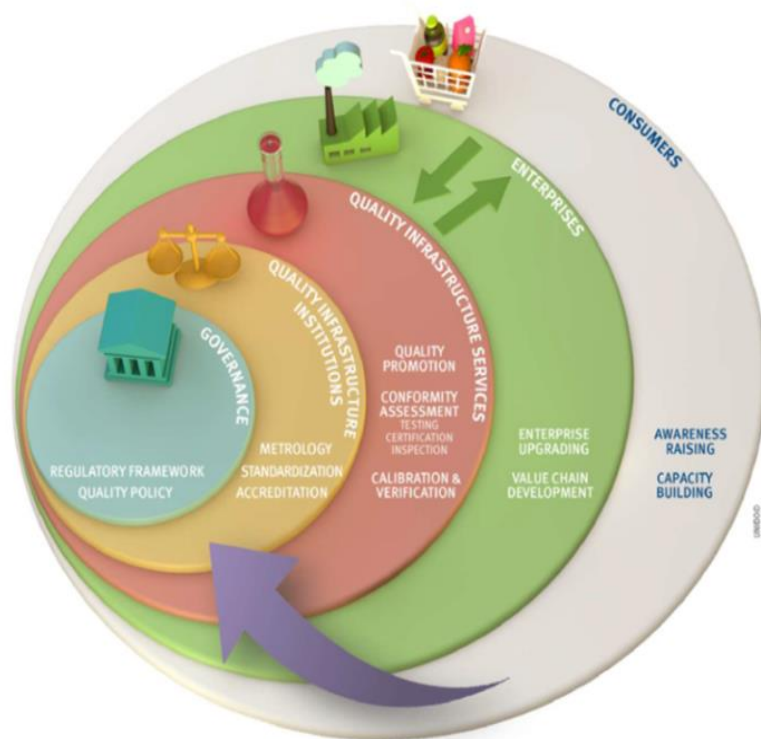 CONSUMERS
ENTERPRISES
QUALITY INFRASTRUCTURE SERVICES
QUALITY INFRASTRUCTURE
INSTITUTIONS
GOVERNANCE
REGULATORY FRAMEWORK
QUALITY POLICY
METROLOGY
STANDARDIZATION
ACCREDITATION
QUALITY
PROMOTION
CONFORMITY
ASSESSMENT
TESTING
CERTIFICATION
INSPECTION
CALIBRATION &
VERIFICATION
ENTERPRISE
UPGRADING
VALUE CHAIN
DEVELOPMENT
AWARENESS
RAISING
CAPACITY
BUILDING